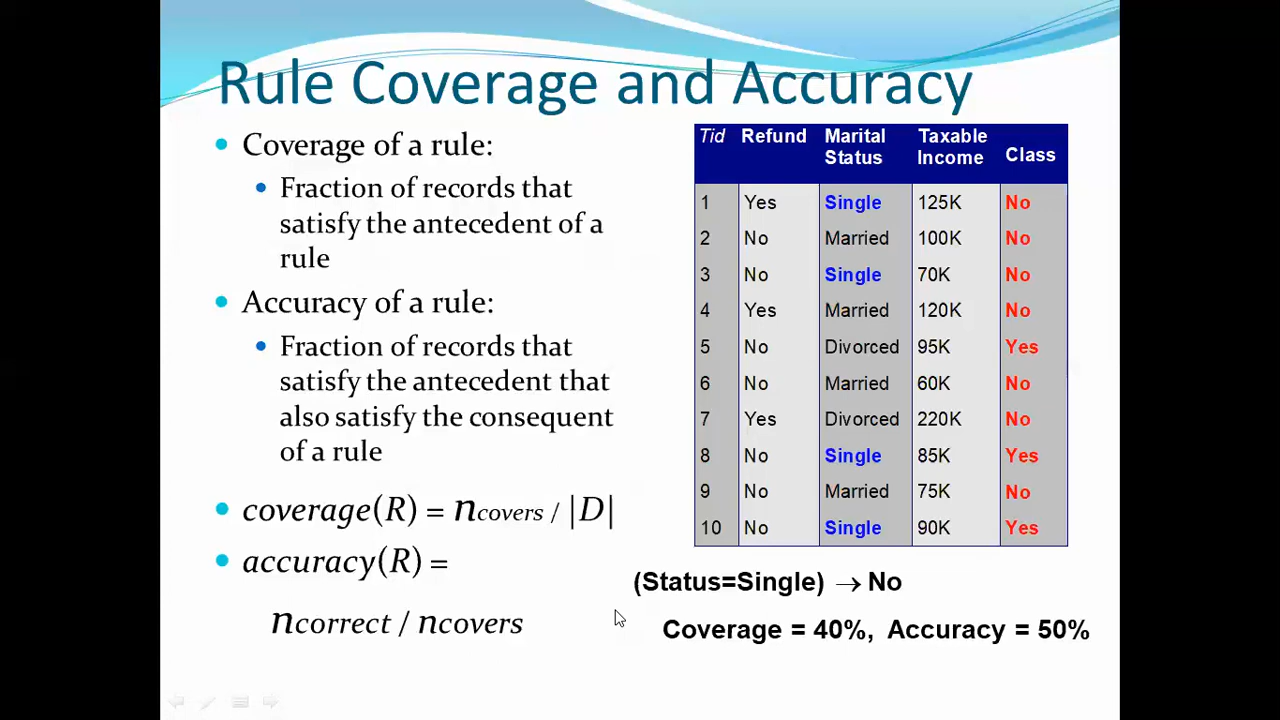 Rule Coverage and Accuracy
Coverage of a rule:
Fraction of records that
satisfy the antecedent of a
rule
Accuracy of a rule:
Fraction of records that
satisfy the antecedent that
also satisfy the consequent
of a rule
coverage(R) = ncovers / |D|
accuracy(R) =
ncorrect / ncovers
Tid Refund Marital Status Taxable Income Class
1 Yes Single 125K No
2 No Married 100K No
3 No Single 70K No
4 Yes Married 120K No
5 No Divorced 95K Yes
6 No Married 60K No
7 Yes Divorced 220K No
8 No Single 85K Yes
9 No Married 75K No
10 No Single 90K Yes
(Status=Single) → No
Coverage = 40%, Accuracy = 50%